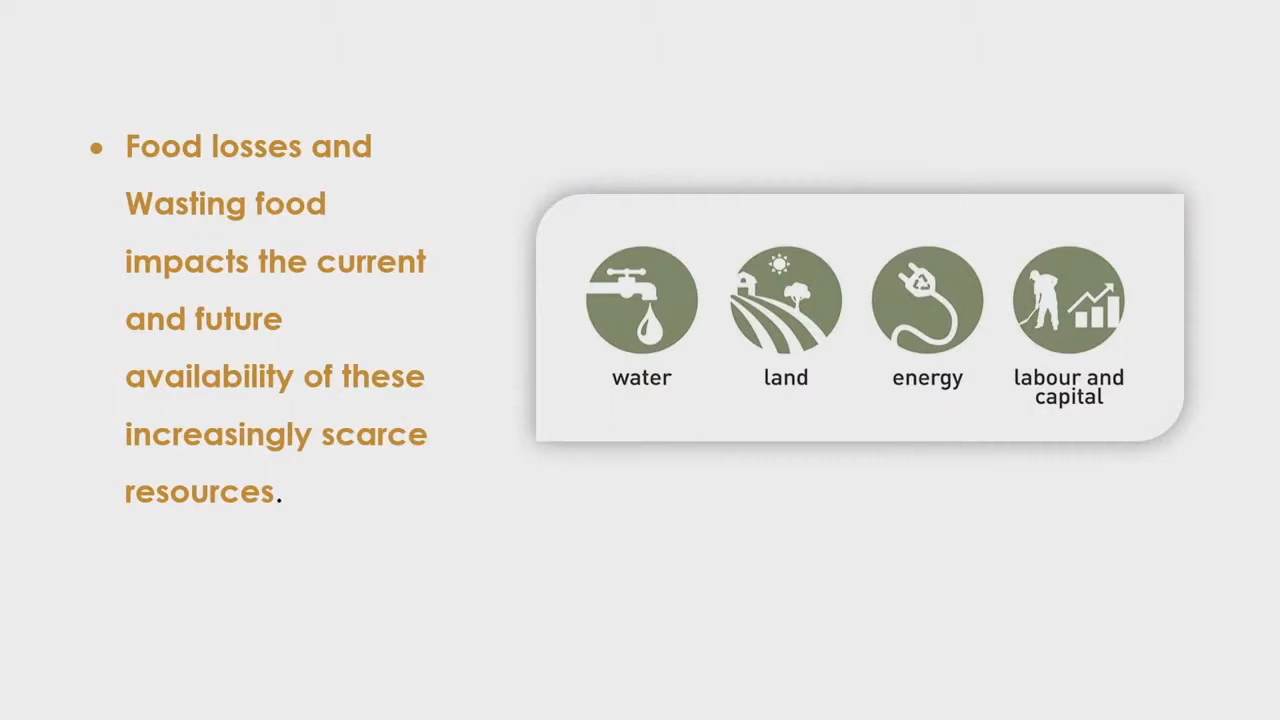 • Food losses and
Wasting food
impacts the current
and future
availability of these
increasingly scarce
resources.
water
land
energy
labour and
capital